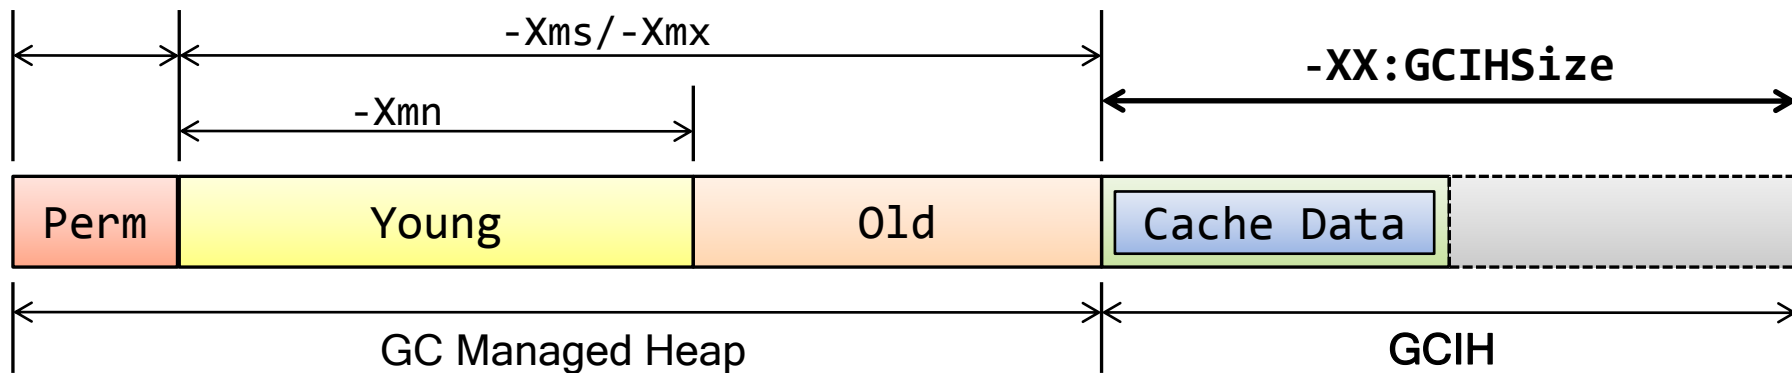 -Xms/-Xmx
-XX:GCIHSize
-Xmn
Perm
Young
Old
Cache Data
GC Managed Heap
GCIH